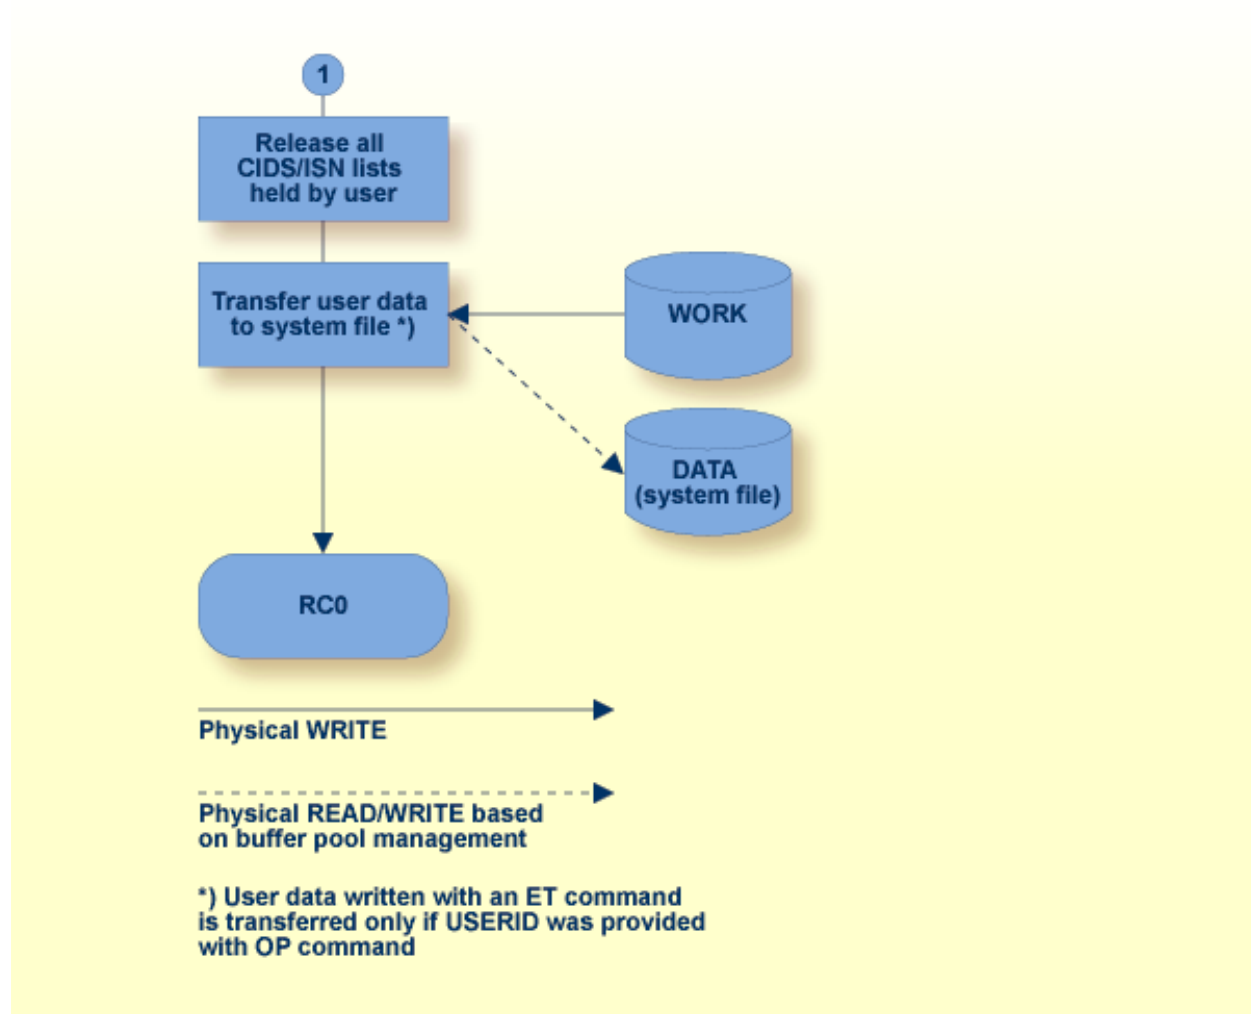 1
Release all
CIDS/ISN lists
held by user
Transfer user data
to system file *)
WORK
DATA
(system file)
RC0
Physical WRITE
Physical READ/WRITE based
on buffer pool management
*) User data written with an ET command
is transferred only if USERID was provided
with OP command